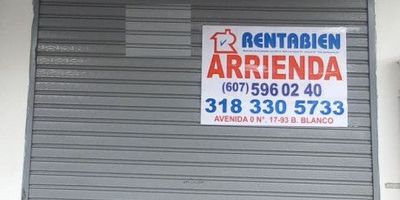 RENTABIEN
ARRIENDA
(607) 596 02 40
318 330 5733
AVENIDA 0 N°. 17-93 B. BLANCO